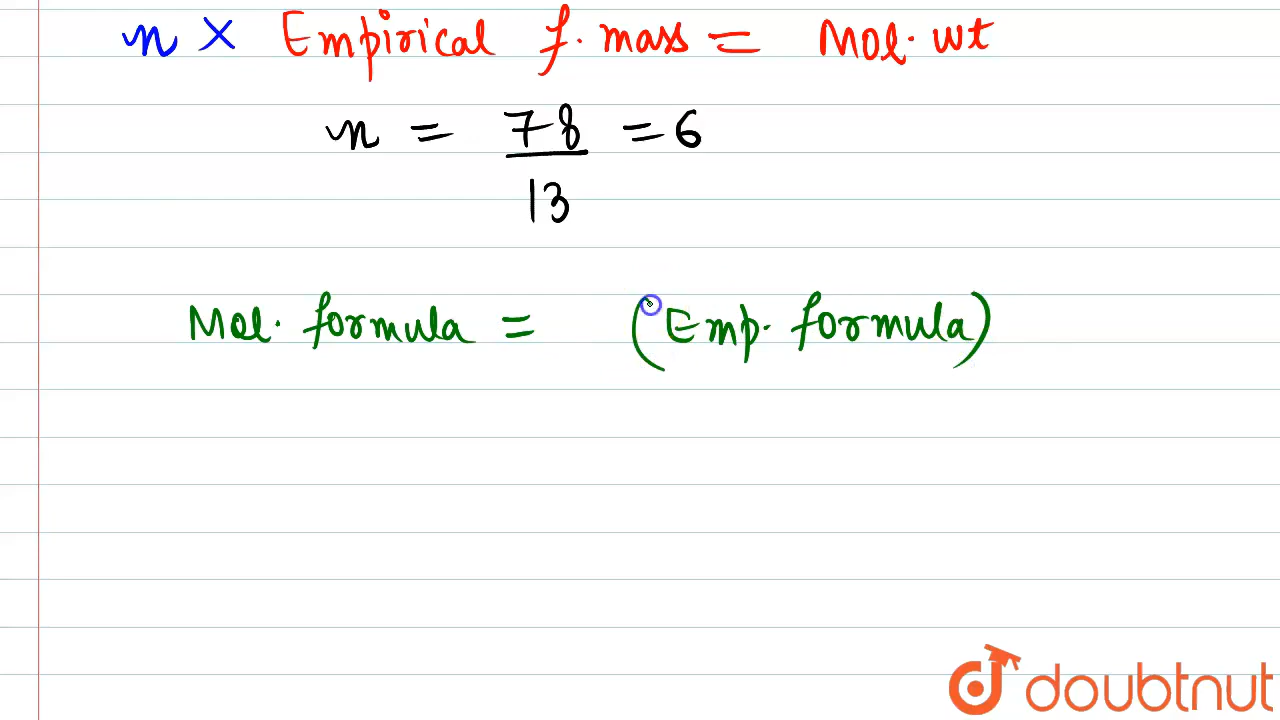 n × Empirical f. mass = Mol. wt
n = 78 = 6
13
Mol. formula = (Emp. formula)
doubtnut